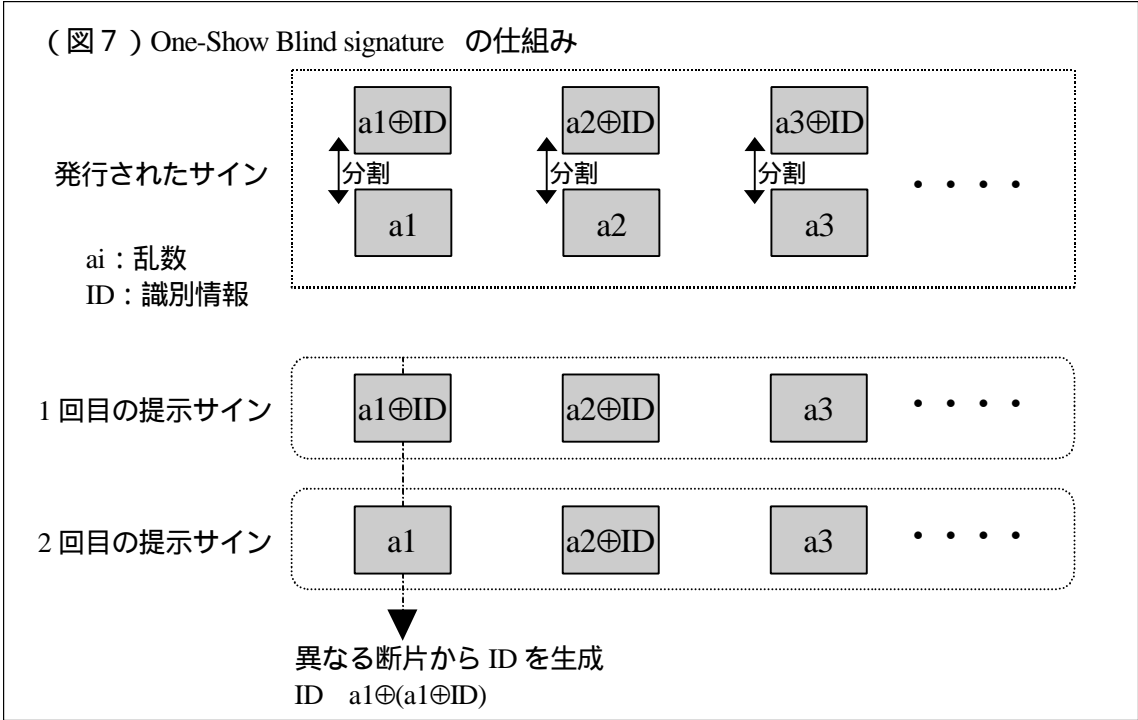 (図7) One-Show Blind signature の仕組み
a1⊕ID a2⊕ID a3⊕ID
発行されたサイン
分割 分割 分割
・・・・
a1 a2 a3
ai:乱数
ID:識別情報
1回目の提示サイン a1⊕ID a2⊕ID a3 ・・・・
2回目の提示サイン a1 a2⊕ID a3 ・・・・
異なる断片から ID を生成
ID a1⊕(a1⊕ID)